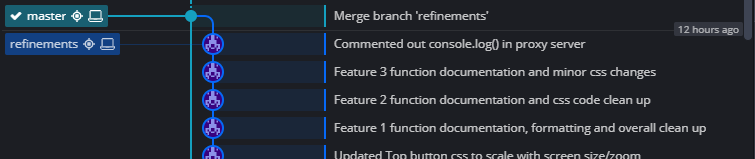 master Merge branch 'refinements'
12 hours ago
refinements Commented out console.log() in proxy server
Feature 3 function documentation and minor css changes
Feature 2 function documentation and css code clean up
Feature 1 function documentation, formatting and overall clean up
Updated Top button css to scale with screen size/zoom